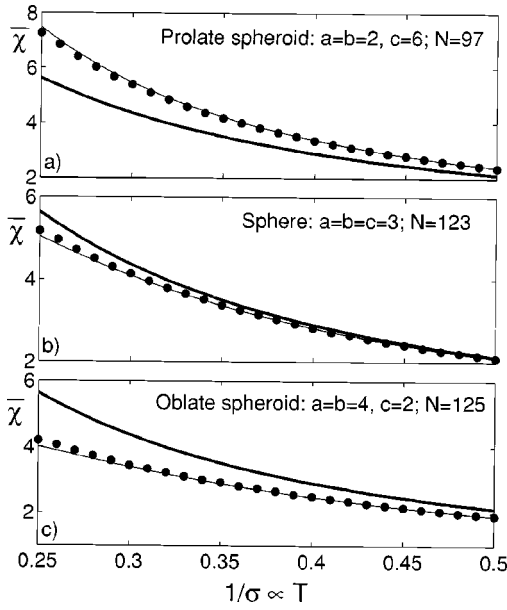 8
χ̄
Prolate spheroid: a=b=2, c=6; N=97
6
4
a)
2
6
χ̄
Sphere: a=b=c=3; N=123
4
b)
2
6
χ̄
Oblate spheroid: a=b=4, c=2; N=125
4
2
c)
0.25 0.3 0.35 0.4 0.45 0.5
1/σ ∝ T